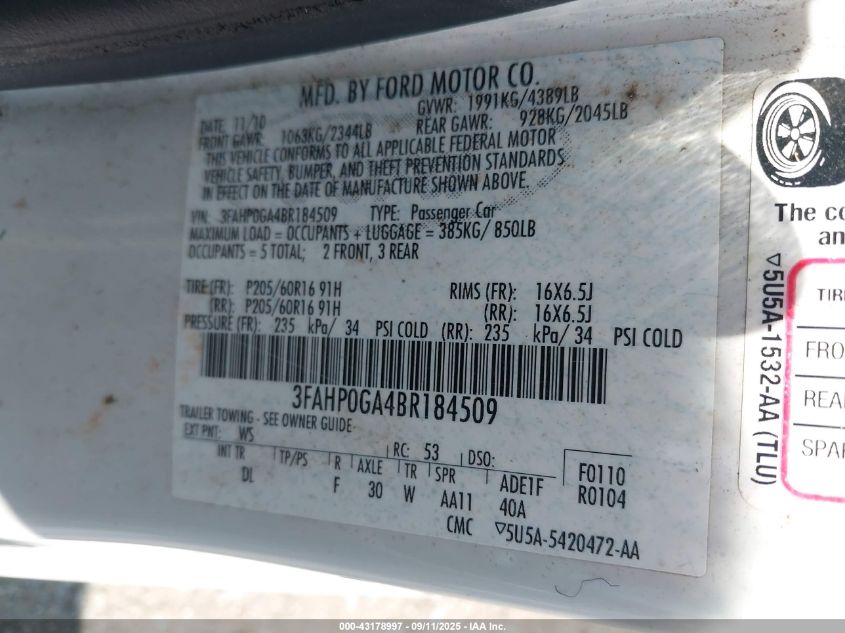 MFD. BY FORD MOTOR CO.
DATE: 11/10 GVWR: 1991KG/4389LB
FRONT GAWR: 1063KG/2344LB REAR GAWR: 928KG/2045LB
THIS VEHICLE CONFORMS TO ALL APPLICABLE FEDERAL MOTOR
VEHICLE SAFETY, BUMPER, AND THEFT PREVENTION STANDARDS
IN EFFECT ON THE DATE OF MANUFACTURE SHOWN ABOVE.
VIN: 3FAHP0GA4BR184509 TYPE: Passenger Car
MAXIMUM LOAD = OCCUPANTS + LUGGAGE = 385KG/ 850LB
OCCUPANTS = 5 TOTAL; 2 FRONT, 3 REAR
TIRE(FR): P205/60R16 91H RIMS (FR): 16X6.5J
(RR): P205/60R16 91H (RR): 16X6.5J
PRESSURE(FR): 235 kPa/ 34 PSI COLD (RR): 235 kPa/ 34 PSI COLD
3FAHP0GA4BR184509
TRAILER TOWING - SEE OWNER GUIDE
EXT PNT: WS RC: 53 DSO:
INT TR TP/PS R AXLE TR SPR
DL F 30 W AA11 ADE1F F0110
40A R0104
CMC ▽5U5A-5420472-AA
The co
an
▽5U5A-1532-AA (TLU)
TIRE
FRO
REA
SPAR
000-43178997 - 09/11/2025 - IAA Inc.